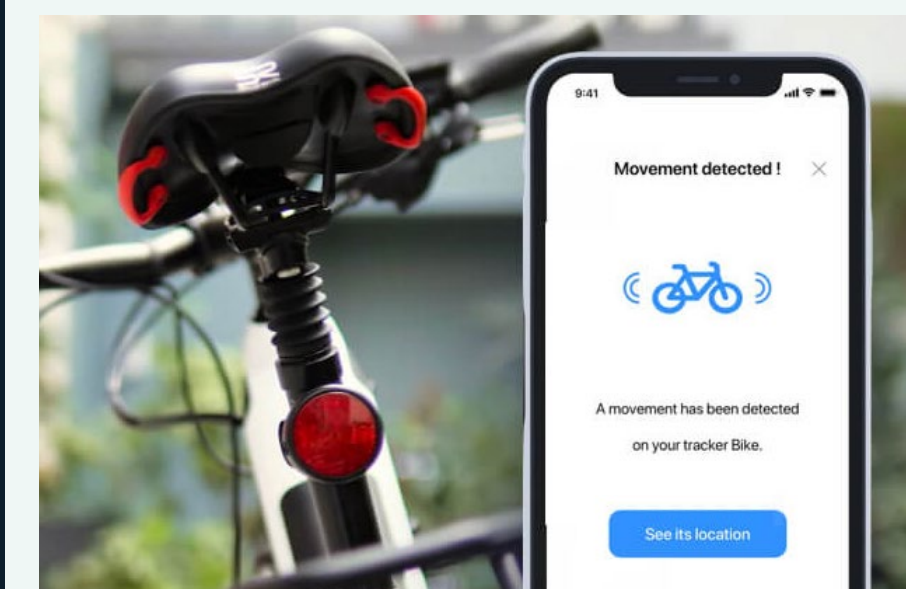 9:41
Movement detected !
A movement has been detected
on your tracker Bike.
See its location